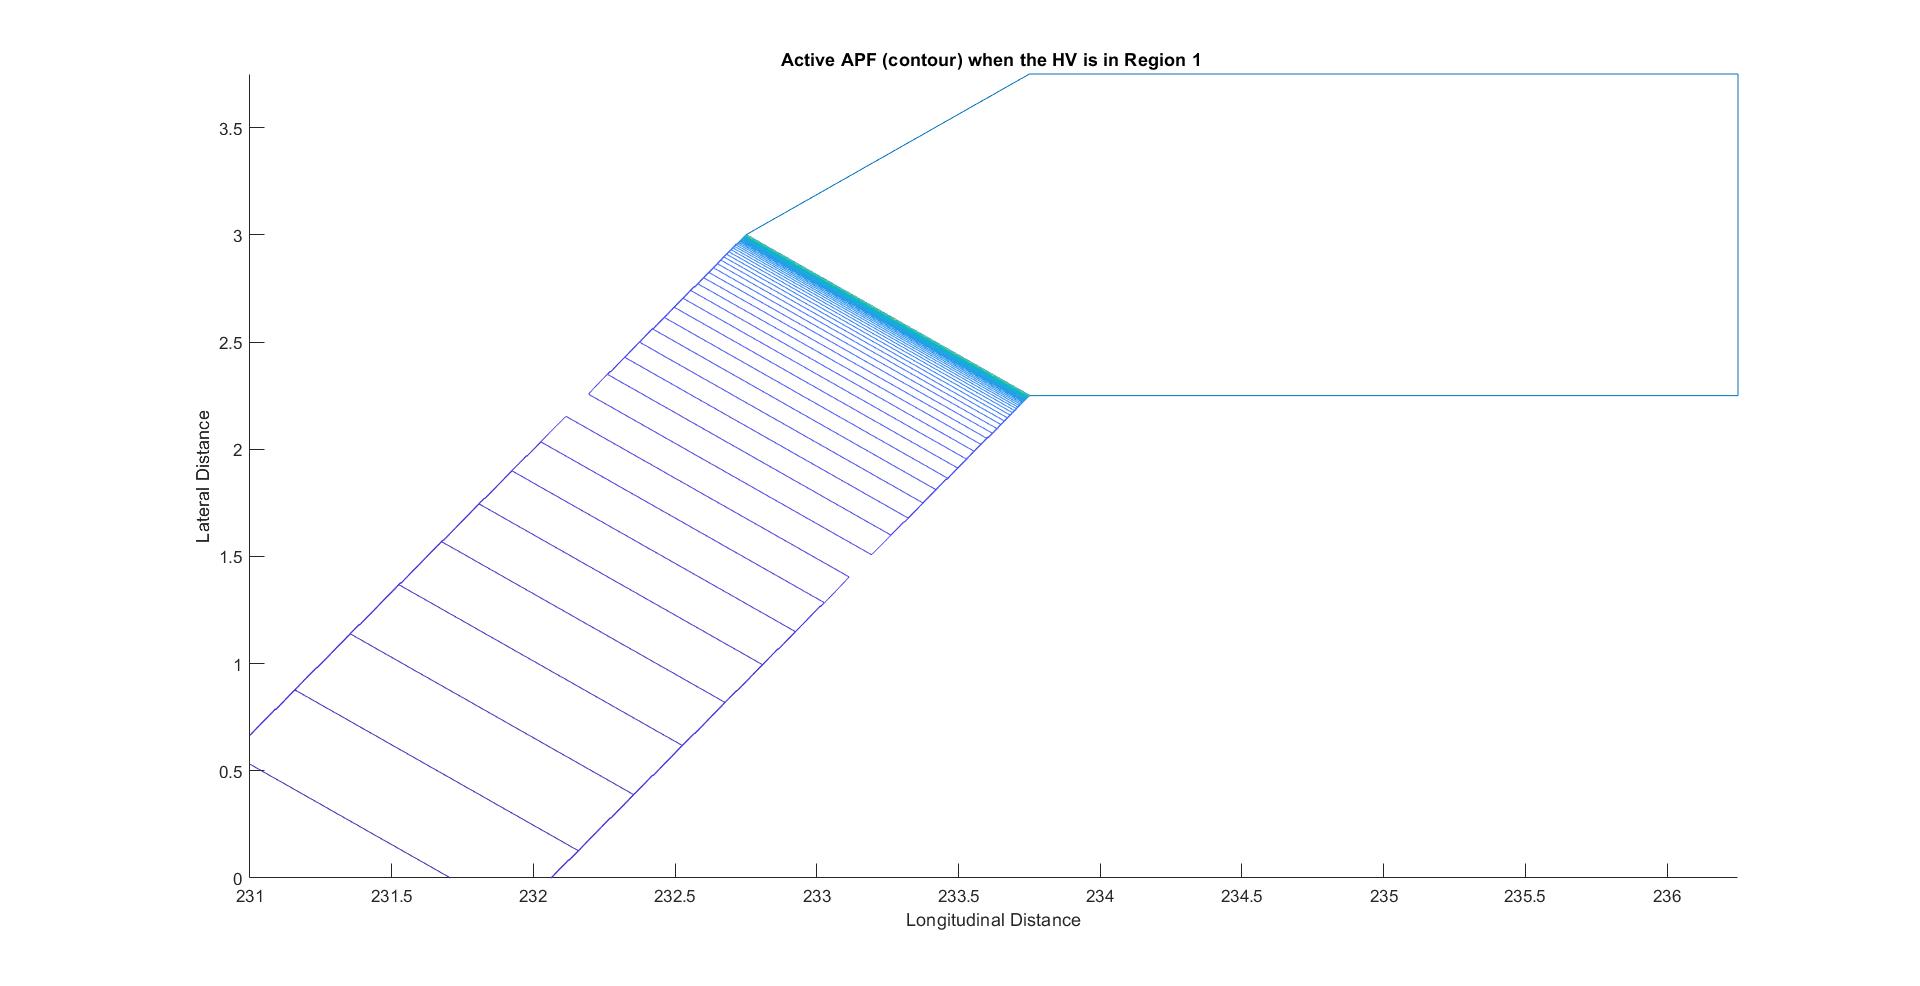 Active APF (contour) when the HV is in Region 1
3.5
3
2.5
2
1.5
1
0.5
0
Lateral Distance
231 231.5 232 232.5 233 233.5 234 234.5 235 235.5 236
Longitudinal Distance